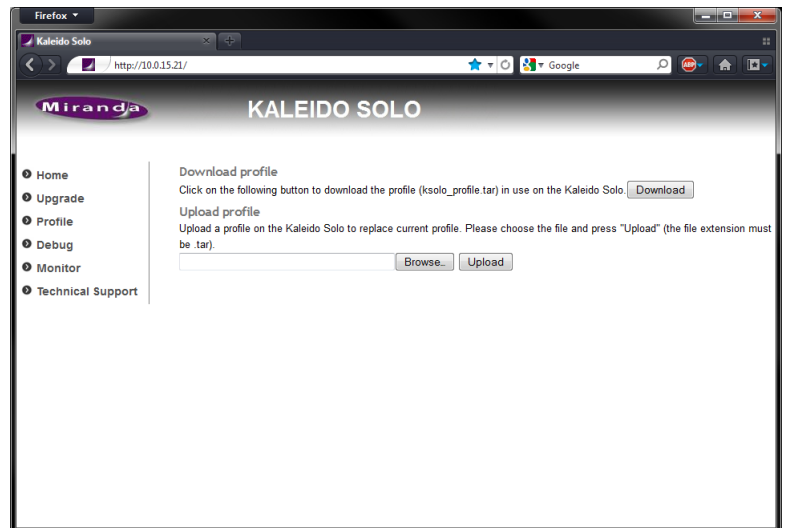 Firefox
Kaleido Solo
http://10.0.15.21/
Google
ABP
Miranda
KALEIDO SOLO
Home
Upgrade
Profile
Debug
Monitor
Technical Support
Download profile
Click on the following button to download the profile (ksolo_profile.tar) in use on the Kaleido Solo. Download
Upload profile
Upload a profile on the Kaleido Solo to replace current profile. Please choose the file and press "Upload" (the file extension must
be .tar).
Browse... Upload